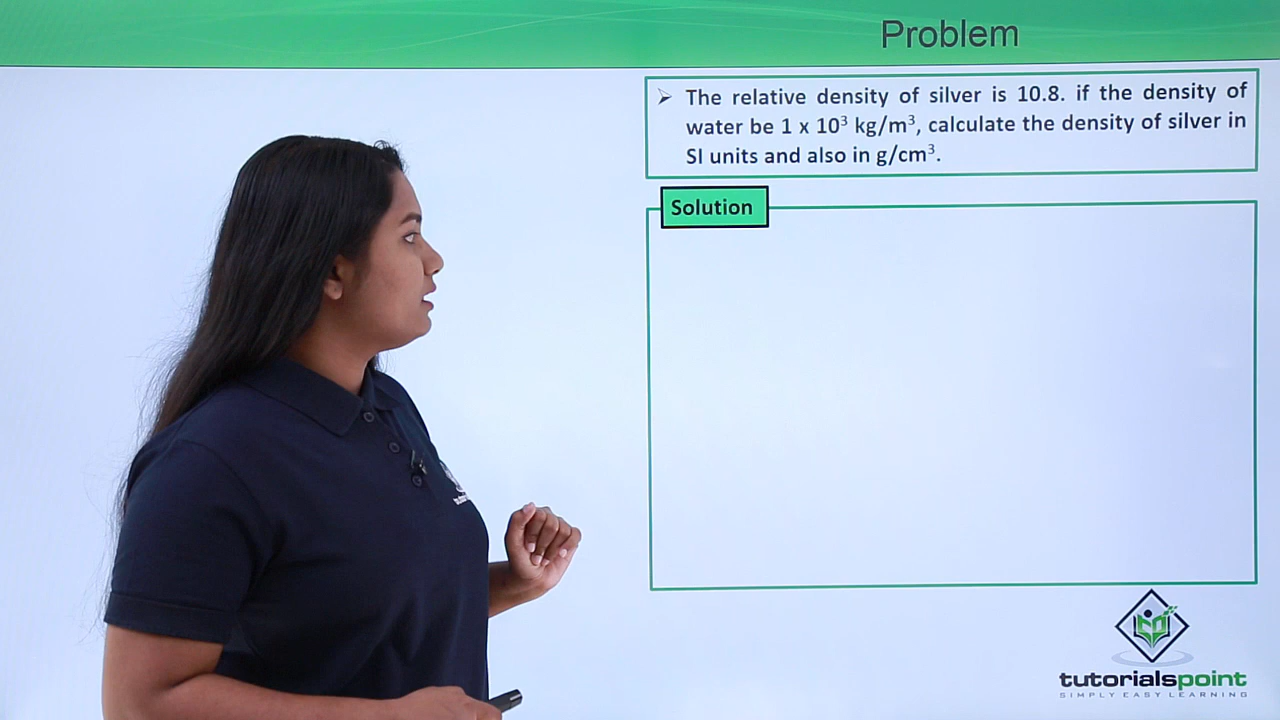 Problem
➢ The relative density of silver is 10.8. if the density of
water be 1 x 10³ kg/m³, calculate the density of silver in
SI units and also in g/cm³.
Solution
tutorialspoint
SIMPLY EASY LEARNING